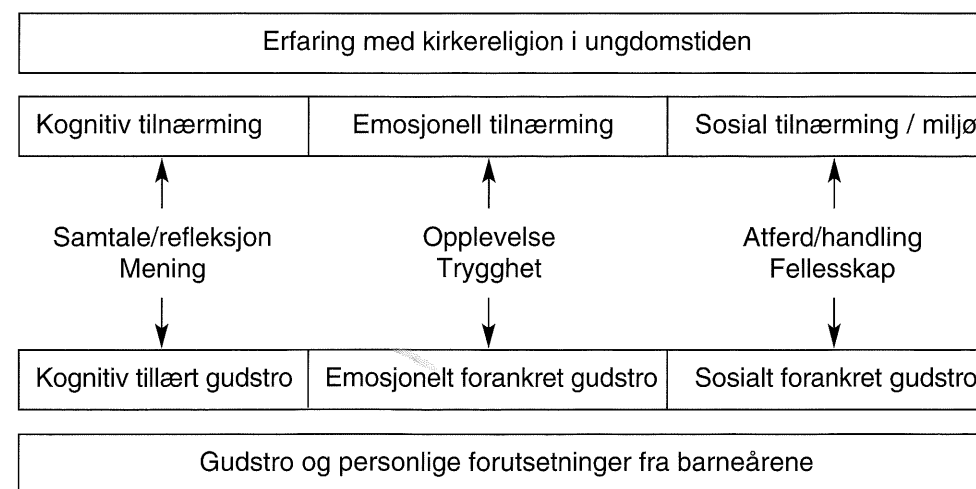 Erfaring med kirkereligion i ungdomstiden
Kognitiv tilnærming
Emosjonell tilnærming
Sosial tilnærming / miljø
Samtale/refleksjon
Mening
Opplevelse
Trygghet
Atferd/handling
Fellesskap
Kognitiv tillært gudstro
Emosjonelt forankret gudstro
Sosialt forankret gudstro
Gudstro og personlige forutsetninger fra barneårene